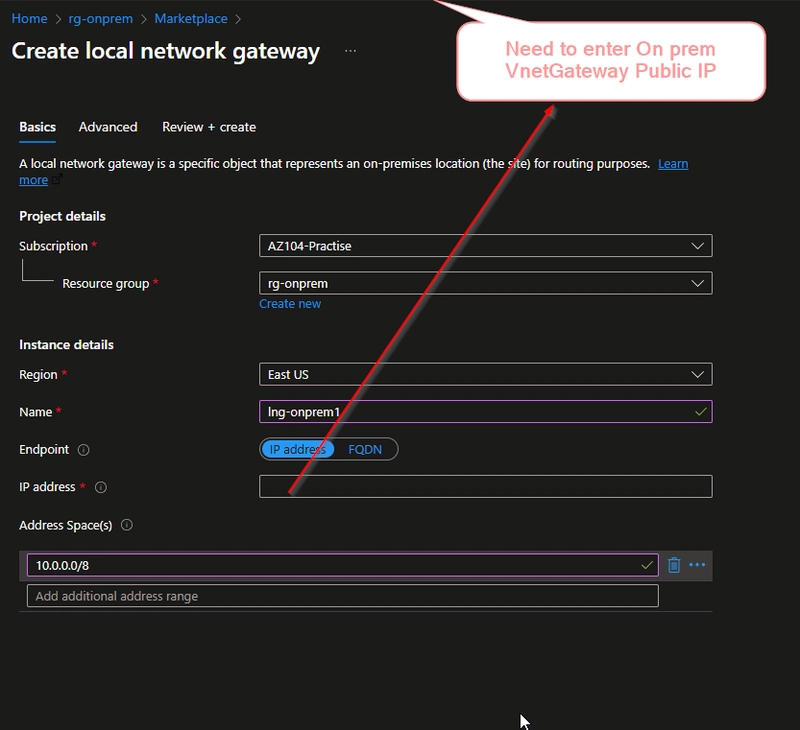 Home > rg-onprem > Marketplace >
Create local network gateway ...
Need to enter On prem
VnetGateway Public IP
Basics Advanced Review + create
A local network gateway is a specific object that represents an on-premises location (the site) for routing purposes. Learn
more
Project details
Subscription * AZ104-Practise
Resource group * rg-onprem
Create new
Instance details
Region * East US
Name * lng-onprem1
Endpoint IP address FQDN
IP address *
Address Space(s)
10.0.0.0/8
Add additional address range